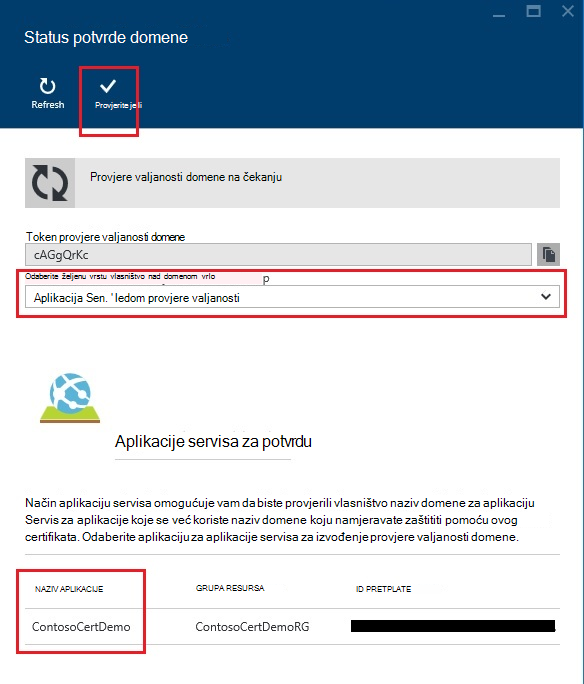 Status potvrde domene
Refresh
Provjerite je li
Provjere valjanosti domene na čekanju
Token provjere valjanosti domene
cAGgQrKc
Odaberite željenu vrstu vlasništvo nad domenom vrlo p
Aplikacija Sen. 'ledom provjere valjanosti
Aplikacije servisa za potvrdu
Način aplikaciju servisa omogućuje vam da biste provjerili vlasništvo naziv domene za aplikaciju
Servis za aplikacije koje se već koriste naziv domene koju namjeravate zaštititi pomoću ovog
certifikata. Odaberite aplikaciju za aplikacije servisa za izvođenje provjere valjanosti domene.
NAZIV APLIKACIJE GRUPA RESURSA ID PRETPLATE
ContosoCertDemo ContosoCertDemoRG